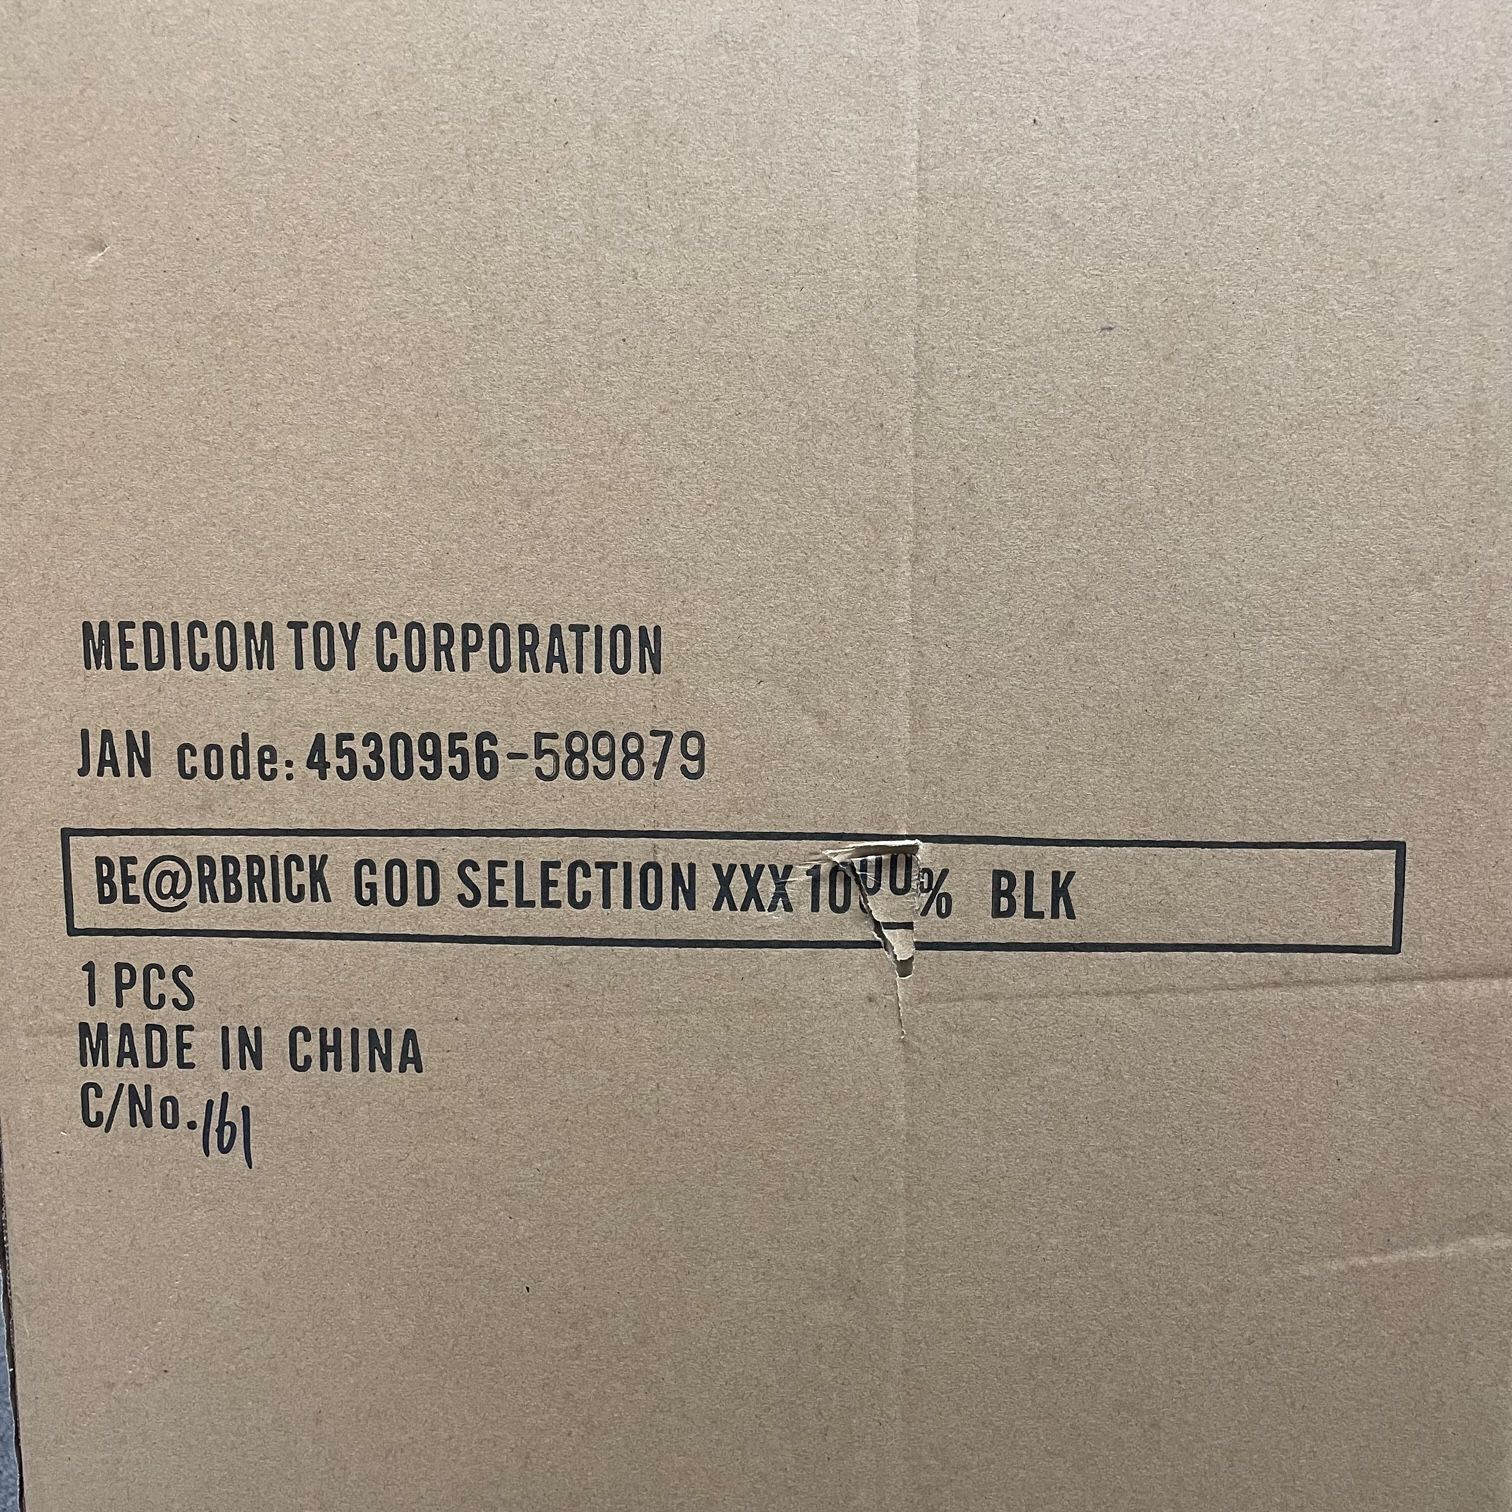 MEDICOM TOY CORPORATION
JAN code: 4530956-589879
BE@RBRICK GOD SELECTION XXX 1000% BLK
1 PCS
MADE IN CHINA
C/No. 161